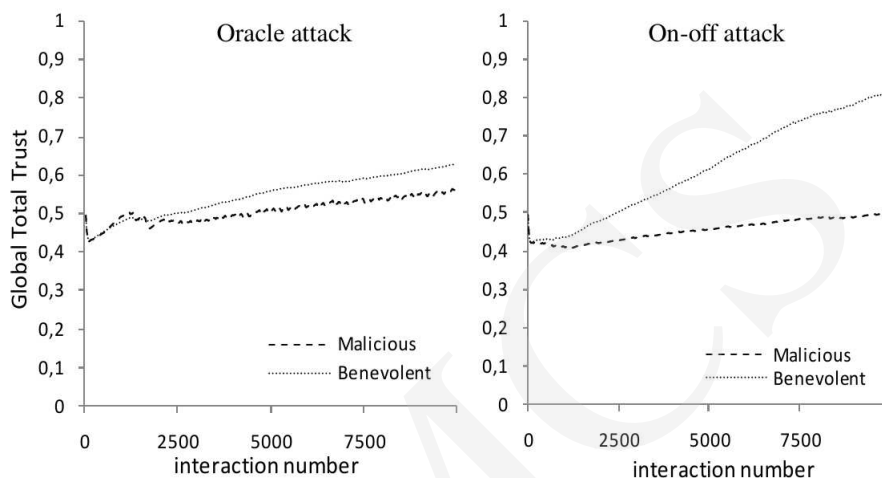 Oracle attack
Global Total Trust
1
0,9
0,8
0,7
0,6
0,5
0,4
0,3
0,2
0,1
0
Malicious
Benevolent
0 2500 5000 7500
interaction number
On-off attack
1
0,9
0,8
0,7
0,6
0,5
0,4
0,3
0,2
0,1
0
Malicious
Benevolent
0 2500 5000 7500
interaction number
MCS